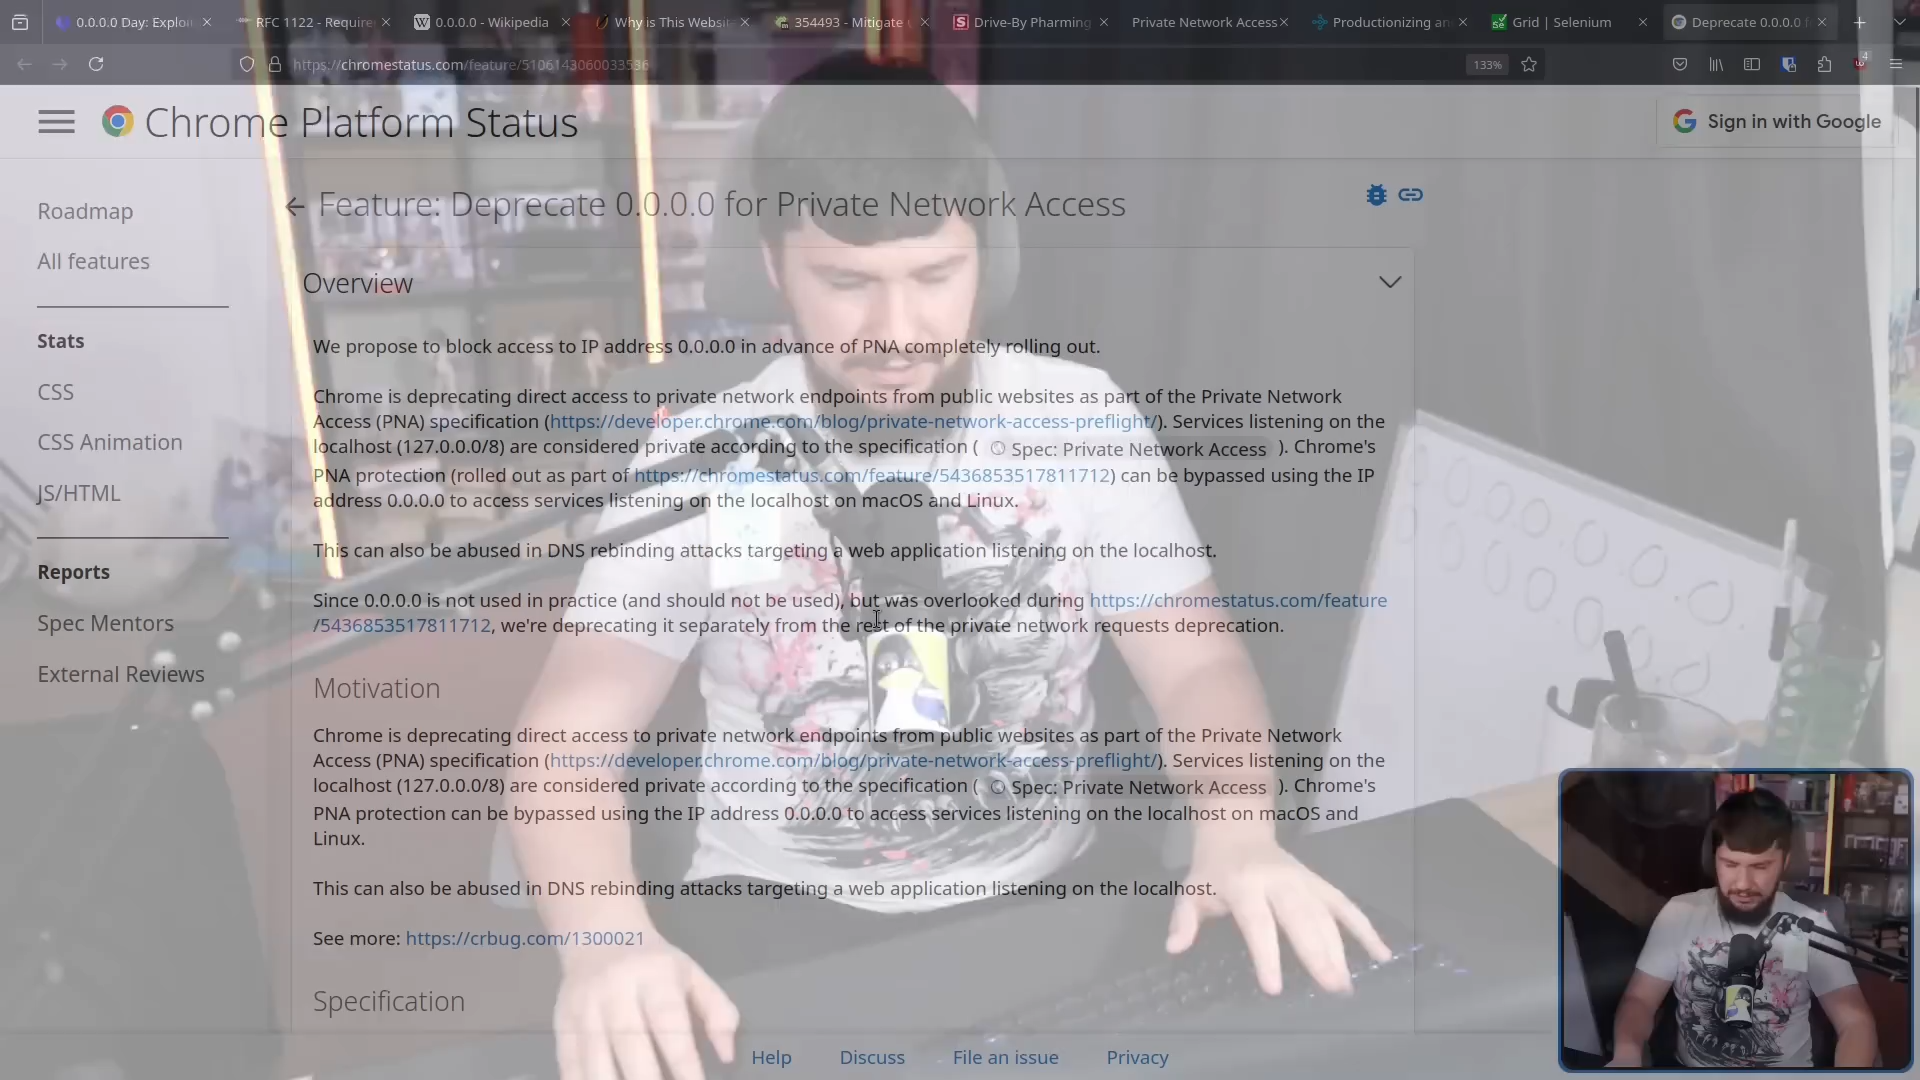 0.0.0.0 Day: Exploi
RFC 1122 - Require
0.0.0.0 - Wikipedia
Why is This Websit
354493 - Mitigate
Drive-By Pharming
Private Network Access
Productionizing an
Grid | Selenium
Deprecate 0.0.0.0 f
https://chromestatus.com/feature/5106143060033536
133%
4
Chrome Platform Status
Sign in with Google
Roadmap
All features
Stats
CSS
CSS Animation
JS/HTML
Reports
Spec Mentors
External Reviews
Feature: Deprecate 0.0.0.0 for Private Network Access
Overview
We propose to block access to IP address 0.0.0.0 in advance of PNA completely rolling out.
Chrome is deprecating direct access to private network endpoints from public websites as part of the Private Network
Access (PNA) specification (https://developer.chrome.com/blog/private-network-access-preflight/). Services listening on the
localhost (127.0.0.0/8) are considered private according to the specification ( Spec: Private Network Access ). Chrome's
PNA protection (rolled out as part of https://chromestatus.com/feature/5436853517811712) can be bypassed using the IP
address 0.0.0.0 to access services listening on the localhost on macOS and Linux.
This can also be abused in DNS rebinding attacks targeting a web application listening on the localhost.
Since 0.0.0.0 is not used in practice (and should not be used), but was overlooked during https://chromestatus.com/feature
/5436853517811712, we're deprecating it separately from the rest of the private network requests deprecation.
Motivation
Chrome is deprecating direct access to private network endpoints from public websites as part of the Private Network
Access (PNA) specification (https://developer.chrome.com/blog/private-network-access-preflight/). Services listening on the
localhost (127.0.0.0/8) are considered private according to the specification ( Spec: Private Network Access ). Chrome's
PNA protection can be bypassed using the IP address 0.0.0.0 to access services listening on the localhost on macOS and
Linux.
This can also be abused in DNS rebinding attacks targeting a web application listening on the localhost.
See more: https://crbug.com/1300021
Specification
Help
Discuss
File an issue
Privacy